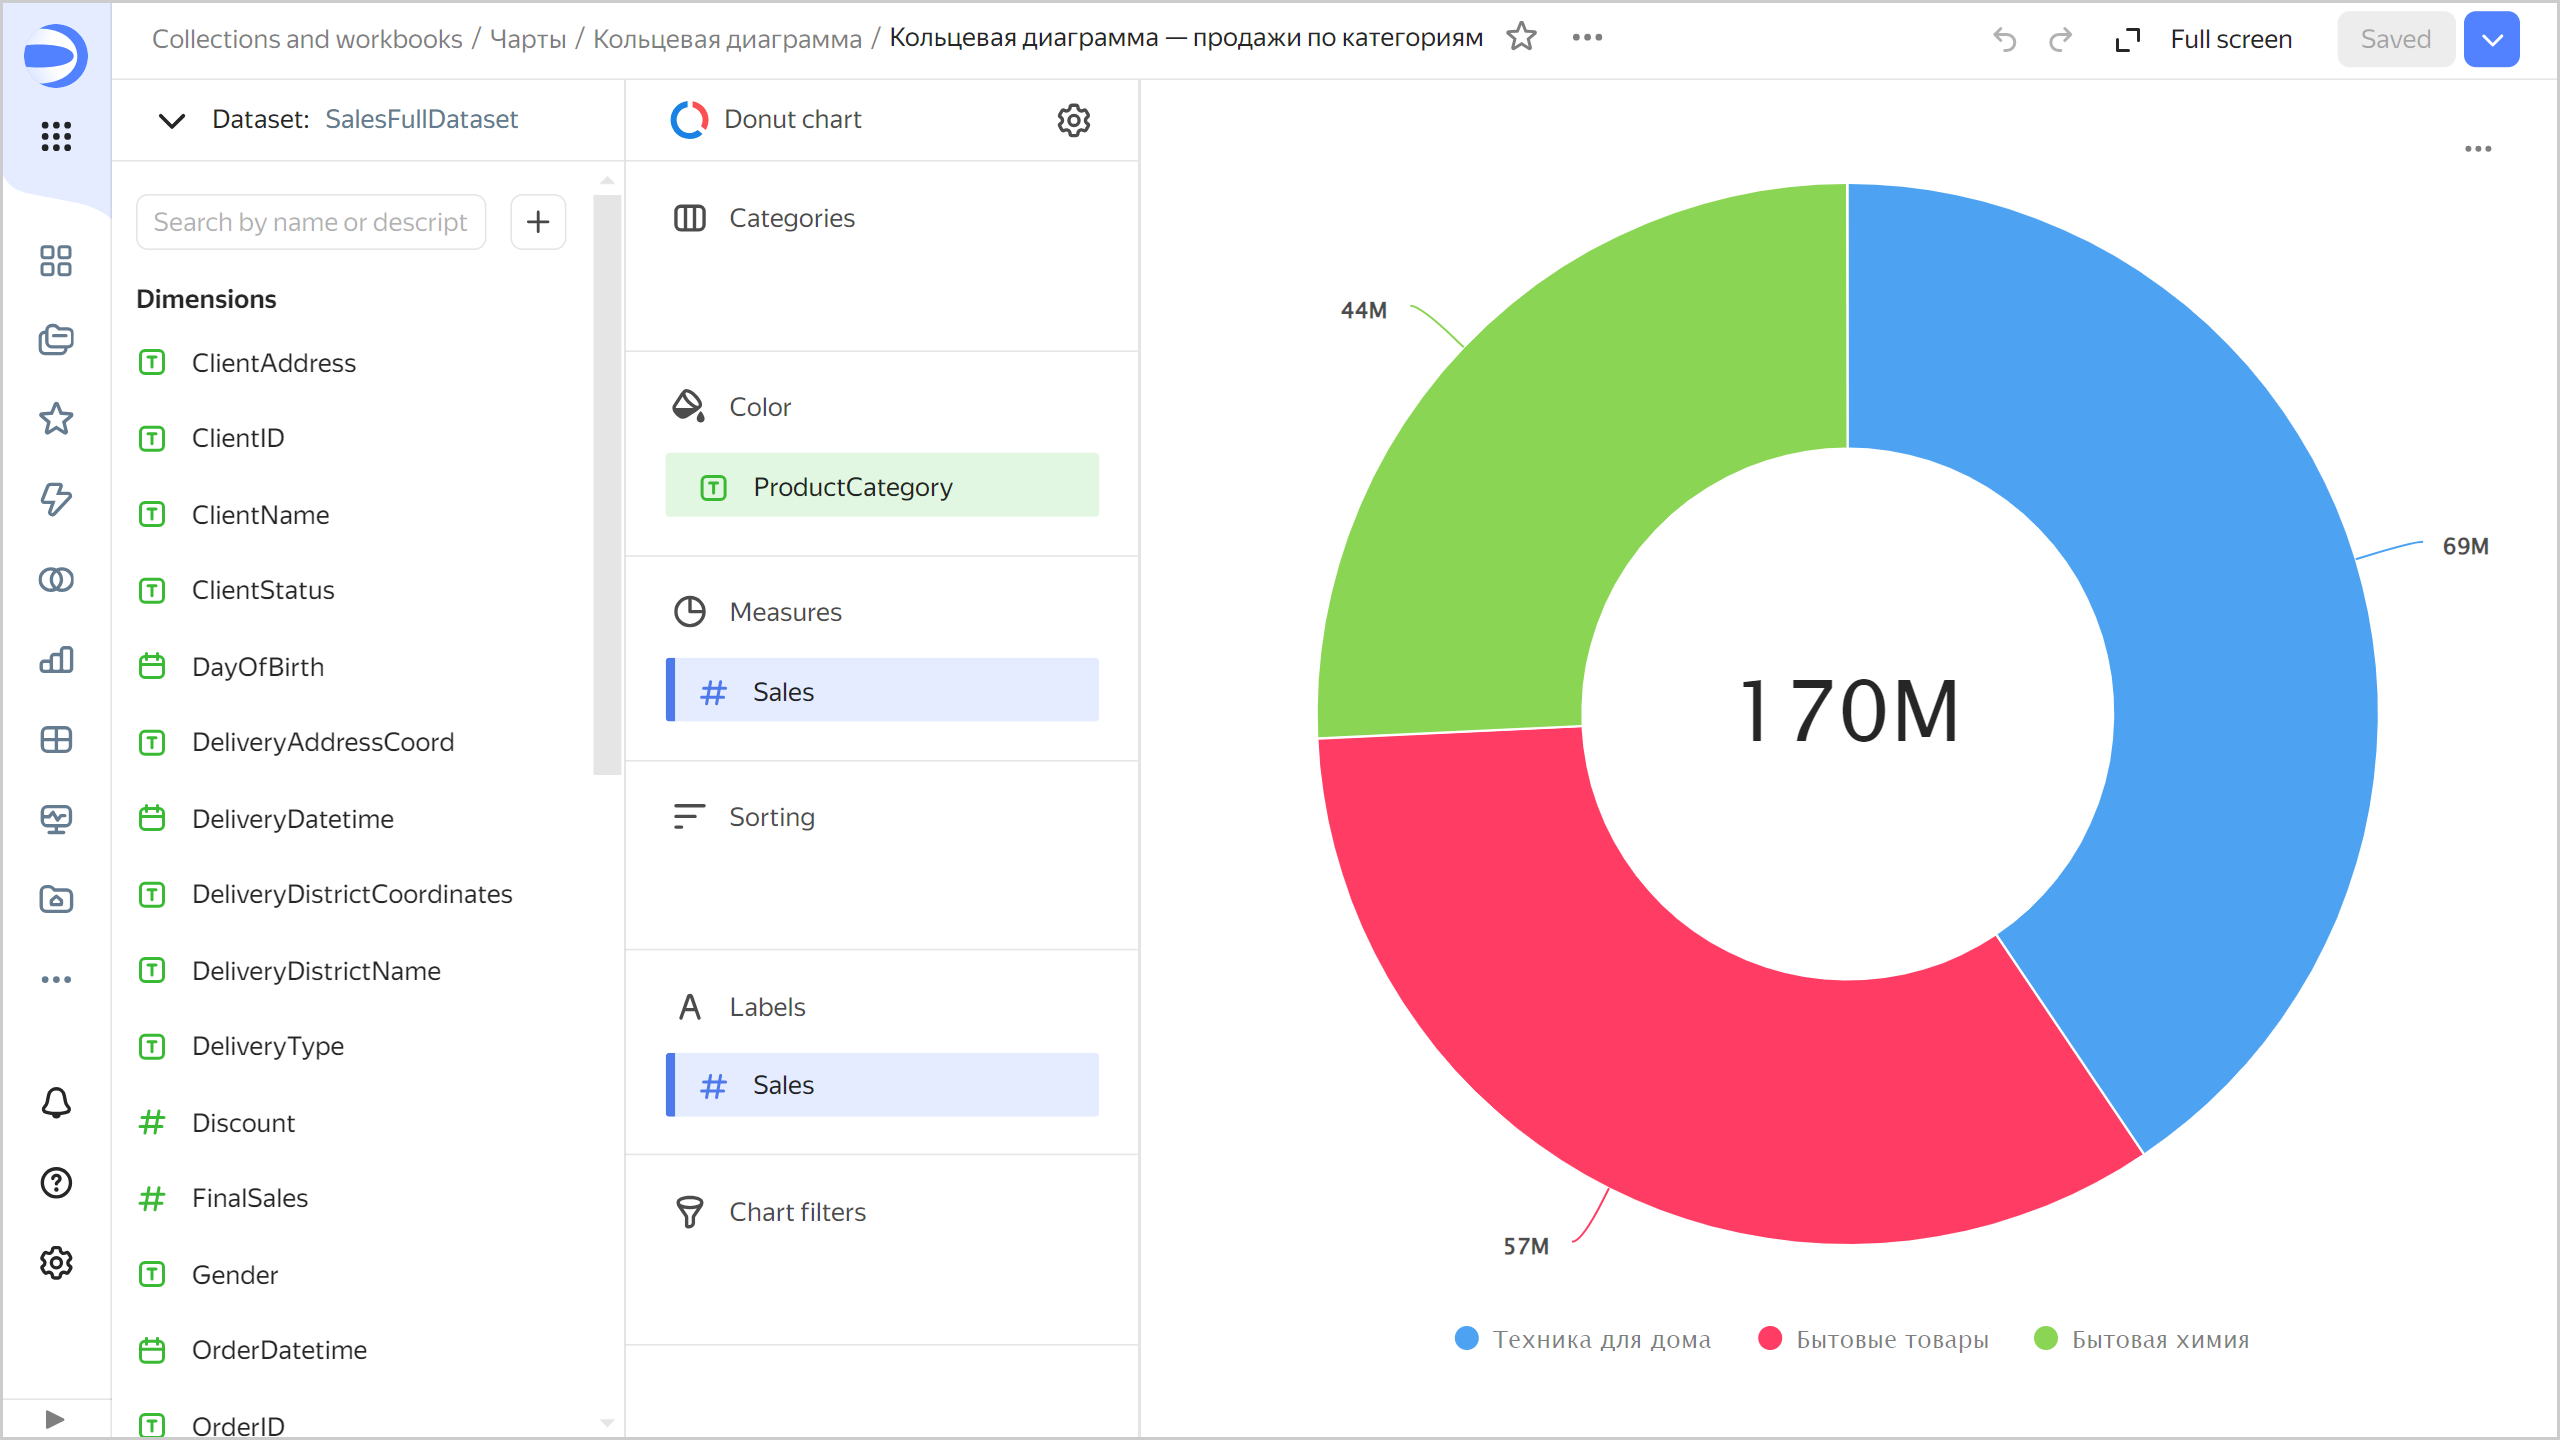 Collections and workbooks / Чарты / Кольцевая диаграмма / Кольцевая диаграмма — продажи по категориям
Full screen
Saved
Dataset: SalesFullDataset
Search by name or descript
Dimensions
ClientAddress
ClientID
ClientName
ClientStatus
DayOfBirth
DeliveryAddressCoord
DeliveryDatetime
DeliveryDistrictCoordinates
DeliveryDistrictName
DeliveryType
Discount
FinalSales
Gender
OrderDatetime
OrderID
Donut chart
Categories
Color
ProductCategory
Measures
Sales
Sorting
Labels
Sales
Chart filters
44M
69M
170M
57M
Техника для дома
Бытовые товары
Бытовая химия